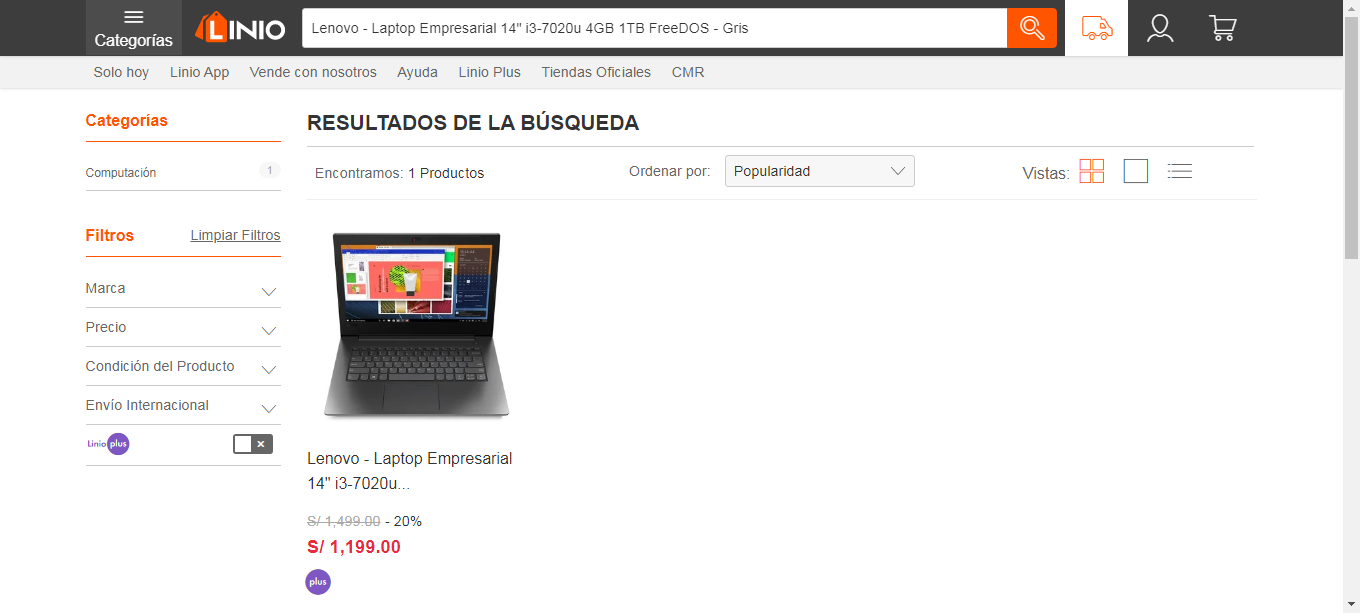 Categorías
LINIO
Lenovo - Laptop Empresarial 14" i3-7020u 4GB 1TB FreeDOS - Gris
Solo hoy
Linio App
Vende con nosotros
Ayuda
Linio Plus
Tiendas Oficiales
CMR
Categorías
Computación
1
Filtros
Limpiar Filtros
Marca
Precio
Condición del Producto
Envío Internacional
Linio plus
RESULTADOS DE LA BÚSQUEDA
Encontramos: 1 Productos
Ordenar por:
Popularidad
Vistas:
Lenovo - Laptop Empresarial
14" i3-7020u...
S/ 1,499.00 - 20%
S/ 1,199.00
plus